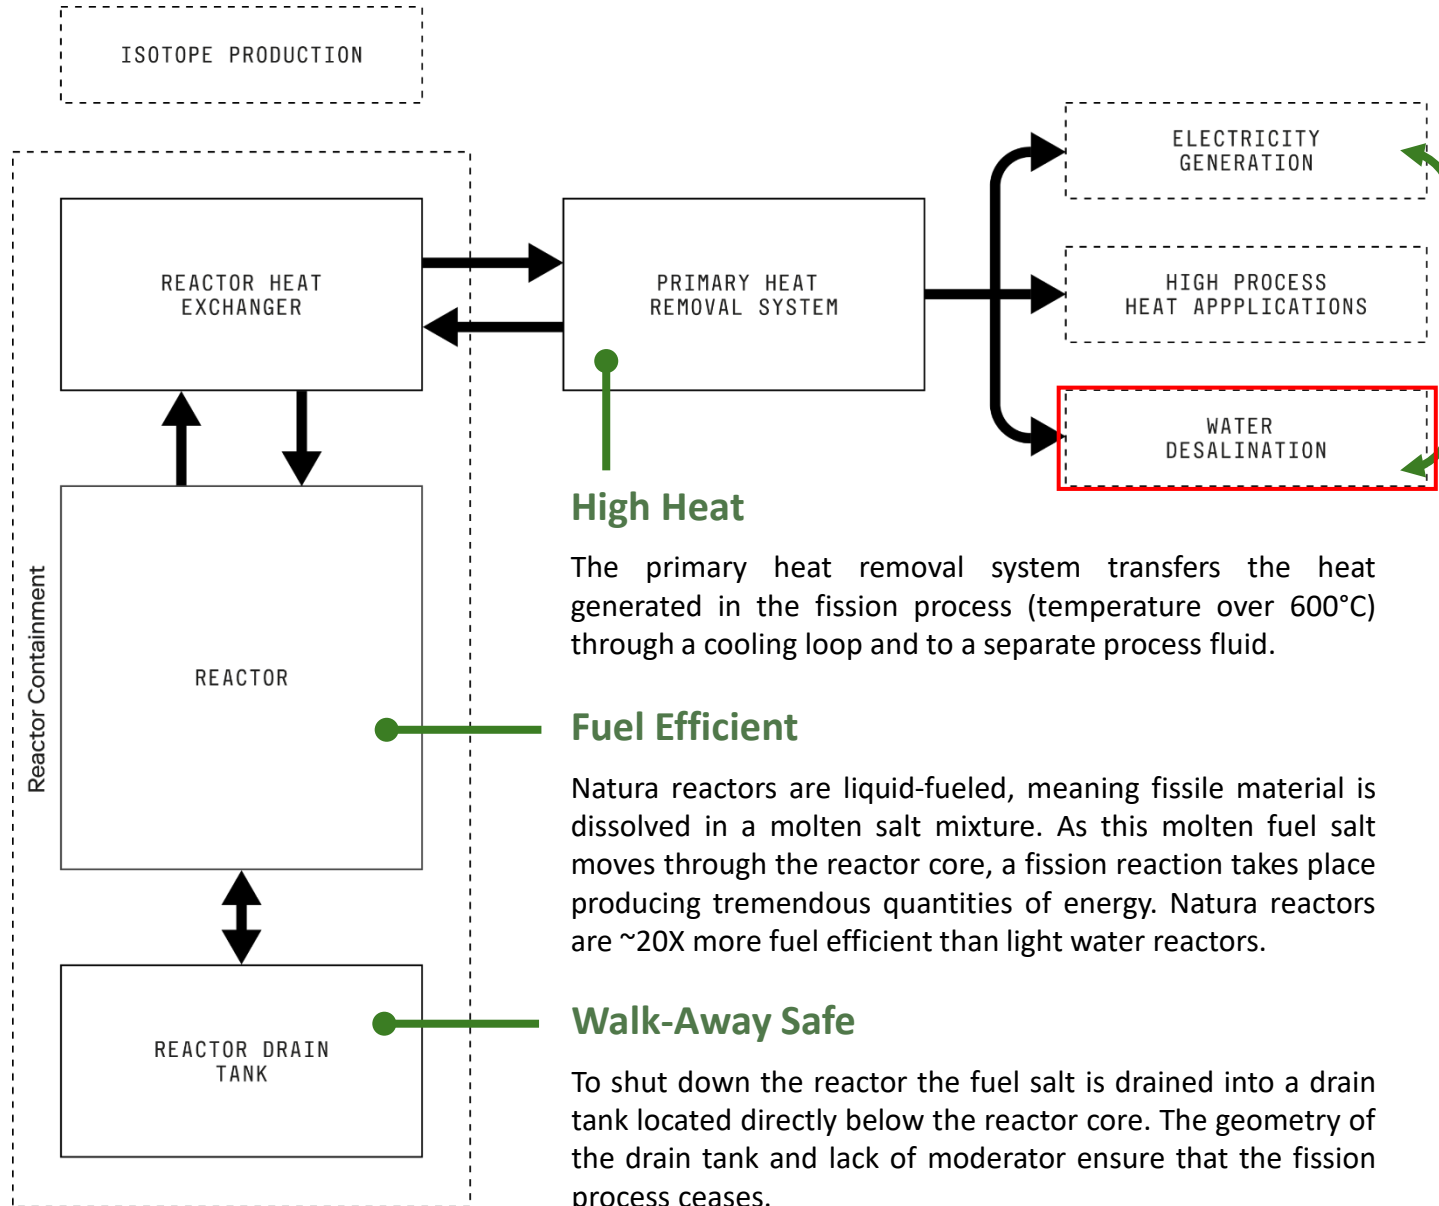 ISOTOPE PRODUCTION
ELECTRICITY
GENERATION
REACTOR HEAT
EXCHANGER
PRIMARY HEAT
REMOVAL SYSTEM
HIGH PROCESS
HEAT APPPLICATIONS
WATER
DESALINATION
Reactor Containment
REACTOR
REACTOR DRAIN
TANK
High Heat
The primary heat removal system transfers the heat
generated in the fission process (temperature over 600°C)
through a cooling loop and to a separate process fluid.
Fuel Efficient
Natura reactors are liquid-fueled, meaning fissile material is
dissolved in a molten salt mixture. As this molten fuel salt
moves through the reactor core, a fission reaction takes place
producing tremendous quantities of energy. Natura reactors
are ~20X more fuel efficient than light water reactors.
Walk-Away Safe
To shut down the reactor the fuel salt is drained into a drain
tank located directly below the reactor core. The geometry of
the drain tank and lack of moderator ensure that the fission
process ceases.